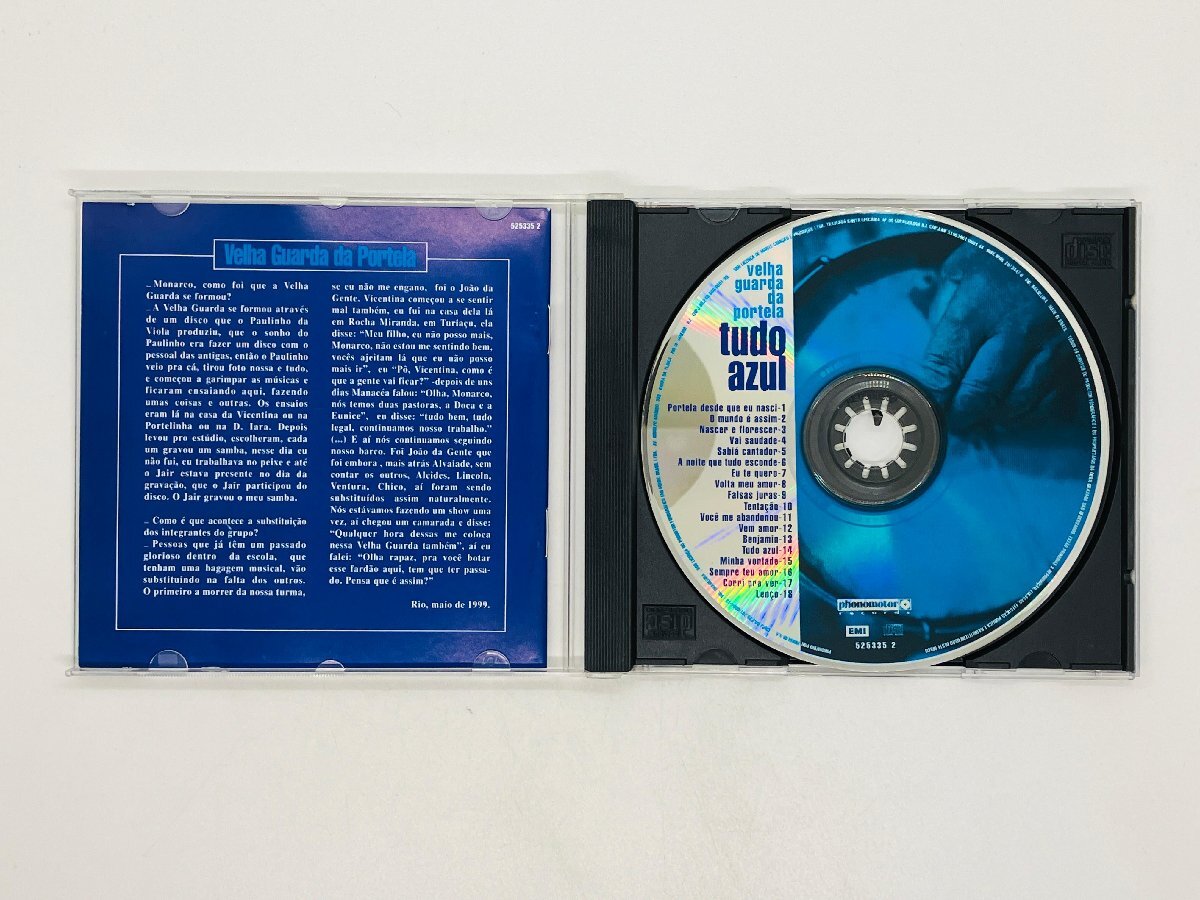 525335 2
Velha Guarda da Portela
_ Monarco, como foi que a Velha
Guarda se formou?
_ A Velha Guarda se formou através
de um disco que o Paulinho da
Viola produziu, que o sonho do
Paulinho era fazer um disco com o
pessoal das antigas, então o Paulinho
veio pra cá, tirou foto nossa e tudo,
e começou a garimpar as músicas e
ficaram ensaiando aqui, fazendo
umas coisas e outras. Os ensaios
eram lá na casa da Vicentina ou na
Portelinha ou na D. Iara. Depois
levou pro estúdio, escolheram, cada
um gravou um samba, nesse dia eu
não fui, eu trabalhava no peixe e até
o Jair estava presente no dia da
gravação, que o Jair participou do
disco. O Jair gravou o meu samba.
_ Como é que acontece a substituição
dos integrantes do grupo?
_ Pessoas que já têm um passado
glorioso dentro da escola, que
tenham uma bagagem musical, vão
substituindo na falta dos outros.
O primeiro a morrer da nossa turma,
se eu não me engano, foi o João da
Gente. Vicentina começou a se sentir
mal também, eu fui na casa dela lá
em Rocha Miranda, em Turiaçu, ela
disse: "Meu filho, eu não posso mais,
Monarco, não estou me sentindo bem,
vocês ajeitam lá que eu não posso
mais ir", eu "Pô, Vicentina, como é
que a gente vai ficar?" -depois de uns
dias Manacéa falou: "Olha, Monarco,
nós temos duas pastoras, a Doca e a
Eunice", eu disse: "tudo bem, tudo
legal, continuamos nosso trabalho."
(...) E aí nós continuamos seguindo
nosso barco. Foi João da Gente que
foi embora , mais atrás Alvaiade, sem
contar os outros, Alcides, Lincoln,
Ventura, Chico, aí foram sendo
substituídos assim naturalmente.
Nós estávamos fazendo um show uma
vez, aí chegou um camarada e disse:
"Qualquer hora dessas me coloca
nessa Velha Guarda também", aí eu
falei: "Olha rapaz, pra você botar
esse fardão aqui, tem que ter passa-
do. Pensa que é assim?"
Rio, maio de 1999.
velha
guarda
da
portela
tudo
azul
Portela desde que eu nasci-1
O mundo é assim-2
Nascer e florescer-3
Vai saudade-4
Sabiá cantador-5
A noite que tudo esconde-6
Eu te quero-7
Volta meu amor-8
Falsas juras-9
Tentação-10
Você me abandonou-11
Vem amor-12
Benjamin-13
Tudo azul-14
Minha vontade-15
Sempre teu amor-16
Corri pra ver-17
Lenço-18
phonomotor
records
EMI
525335 2
disc
disc